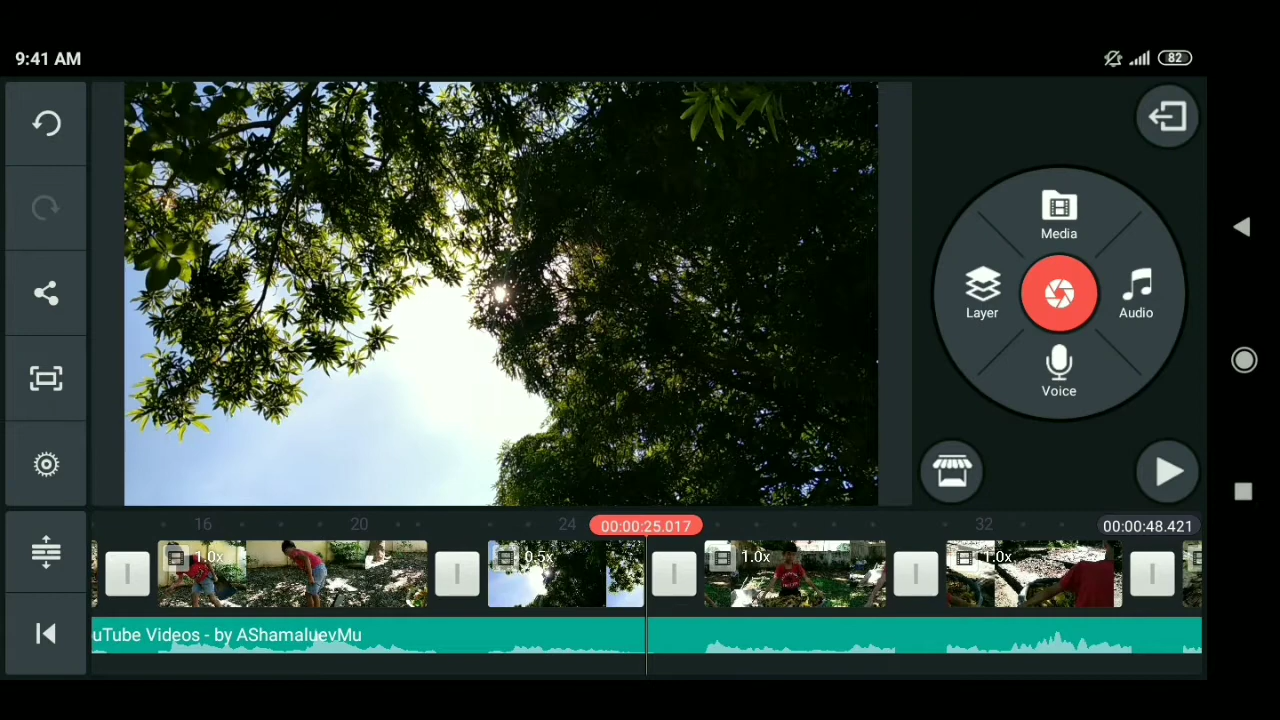 9:41 AM
82
Media
Layer
Audio
Voice
16
20
24
00:00:25.017
32
00:00:48.421
1.0x
0.5x
1.0x
1.0x
uTube Videos - by AShamaluevMu